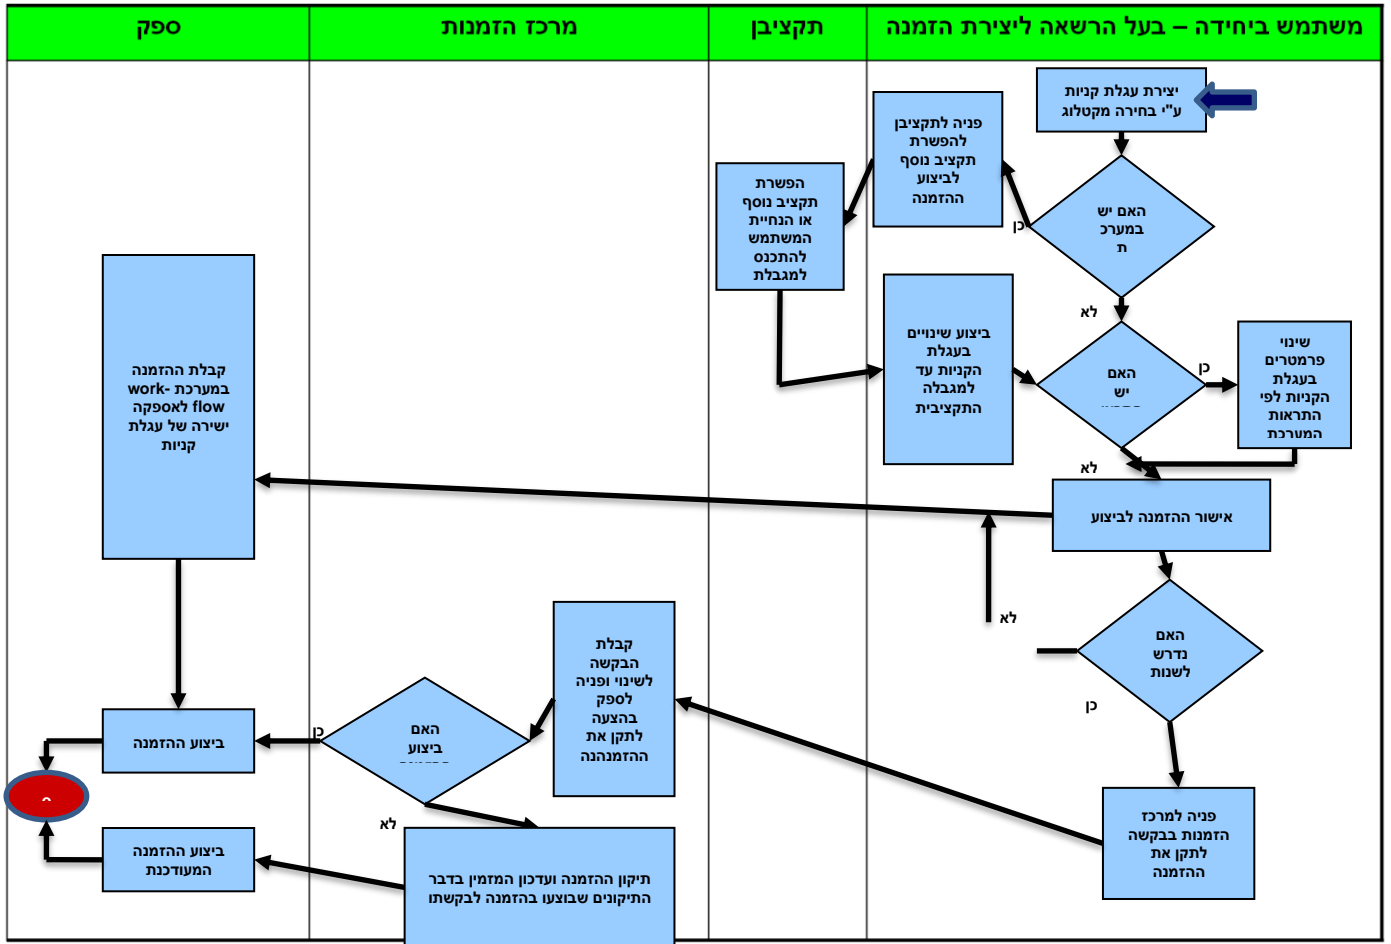 משתמש ביחידה – בעל הרשאה ליצירת הזמנה
תקציבן
מרכז הזמנות
ספק
יצירת עגלת קניות
ע"י בחירה מקטלוג
פניה לתקציבן
להפשרת
תקציב נוסף
לביצוע
ההזמנה
האם יש
במערכ
ת
כן
הפשרת
תקציב נוסף
או הנחיית
המשתמש
להתכנס
למגבלת
לא
ביצוע שינויים
בעגלת
הקניות עד
למגבלה
התקציבית
האם
יש
כן
שינוי
פרמטרים
בעגלת
הקניות לפי
התראות
המערכת
לא
קבלת ההזמנה
במערכת work-
flow לאספקה
ישירה של עגלת
קניות
אישור ההזמנה לביצוע
האם
נדרש
לשנות
לא
כן
קבלת
הבקשה
לשינוי ופניה
לספק
בהצעה
לתקן את
ההזמנהנה
האם
ביצוע
כן
לא
ביצוע ההזמנה
פניה למרכז
הזמנות בבקשה
לתקן את
ההזמנה
תיקון ההזמנה ועדכון המזמין בדבר
התיקונים שבוצעו בהזמנה לבקשתו
ביצוע ההזמנה
המעודכנת